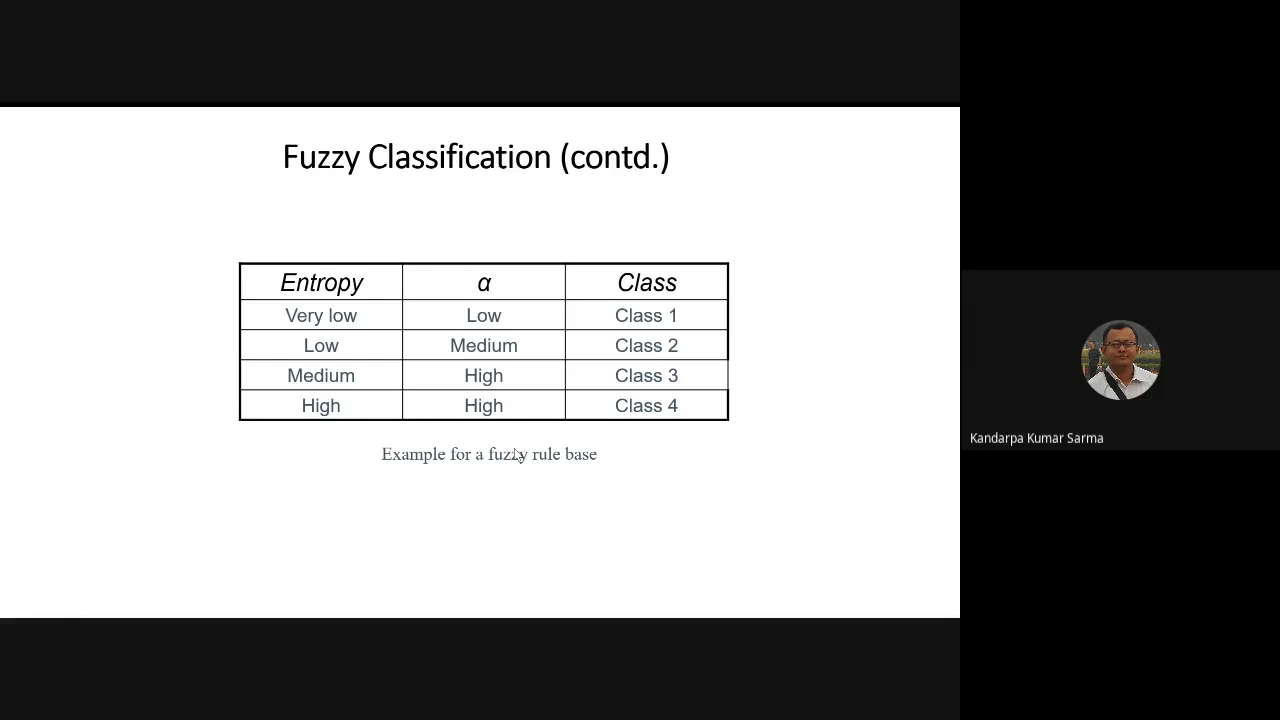 Fuzzy Classification (contd.)
Entropy α Class
Very low Low Class 1
Low Medium Class 2
Medium High Class 3
High High Class 4
Example for a fuzzy rule base
Kandarpa Kumar Sarma